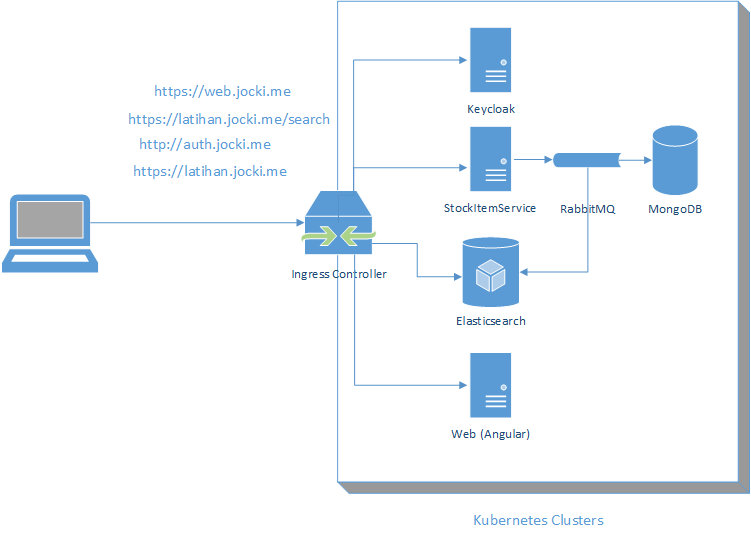 https://web.jocki.me
https://latihan.jocki.me/search
http://auth.jocki.me
https://latihan.jocki.me
Keycloak
StockItemService
RabbitMQ
MongoDB
Ingress Controller
Elasticsearch
Web (Angular)
Kubernetes Clusters